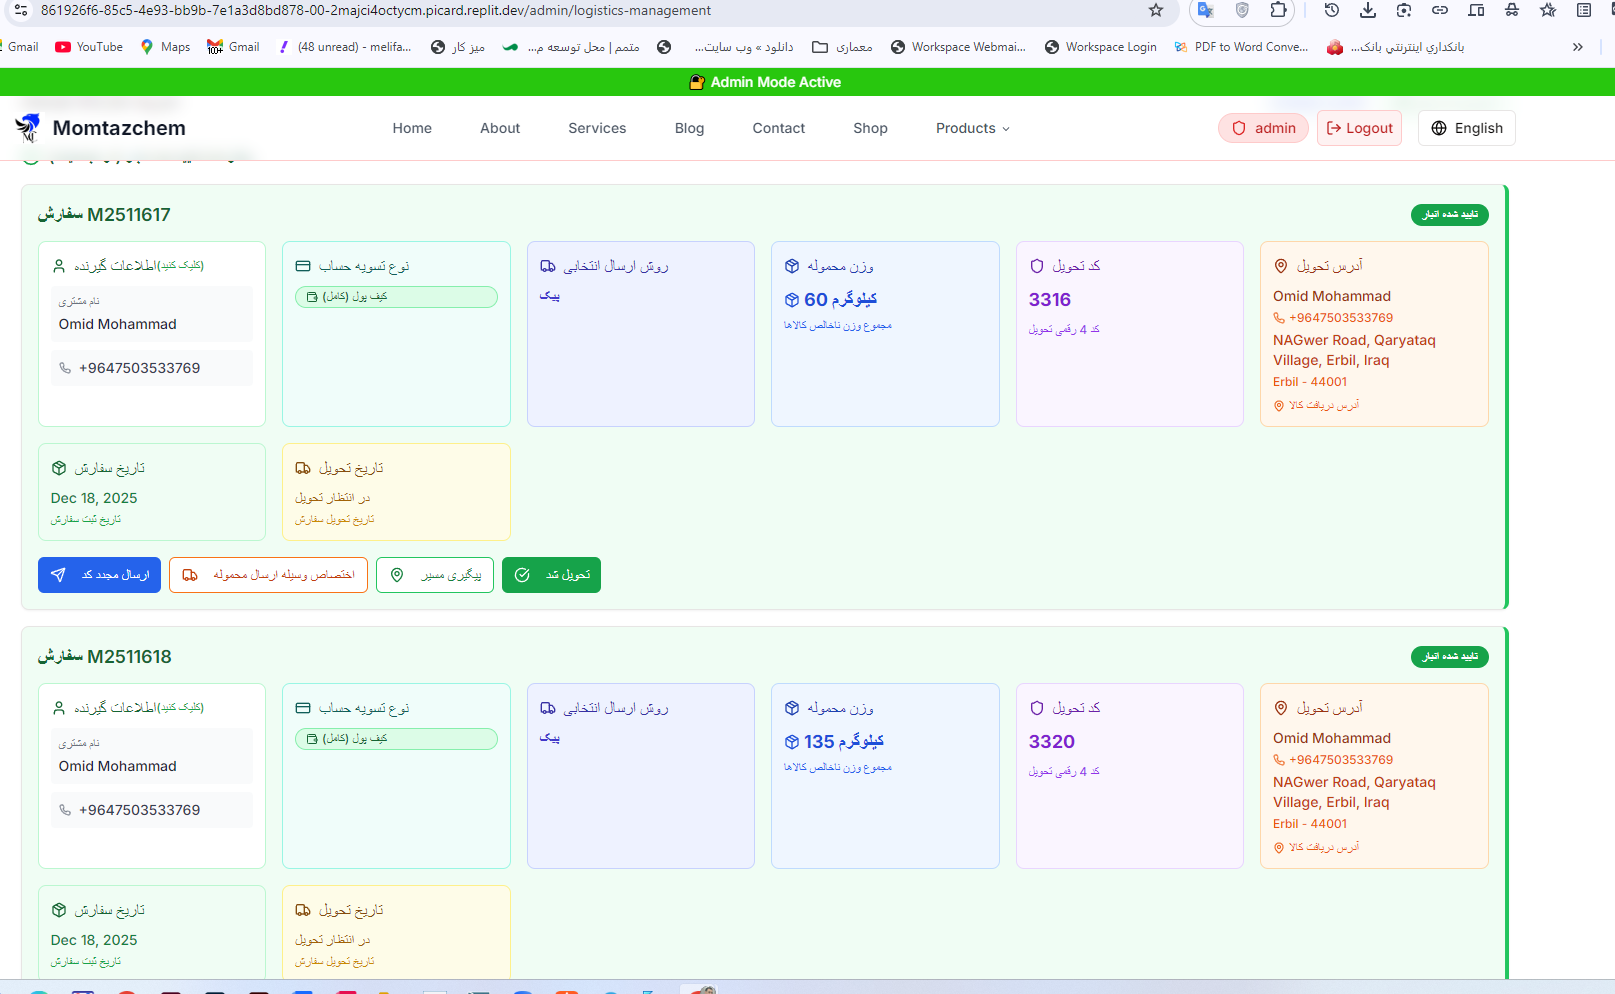 861926f6-85c5-4e93-bb9b-7e1a3d8bd878-00-2majci4octycm.picard.replit.dev/admin/logistics-management
Gmail
YouTube
Maps
Gmail
(48 unread) - melifa...
میز کار
متمم | محل توسعه م...
دانلود » وب سایت...
معماری
Workspace Webmai...
Workspace Login
PDF to Word Conve...
بانکداري اینترنتي بانک...
»
Admin Mode Active
Momtazchem
Home
About
Services
Blog
Contact
Shop
Products
admin
Logout
English
سفارش M2511617
تایید شده انبار
اطلاعات گیرنده (کلیک کنید)
نام مشتری
Omid Mohammad
+9647503533769
نوع تسویه حساب
کیف پول (کامل)
روش ارسال انتخابی
پیک
وزن محموله
60 کیلوگرم
مجموع وزن ناخالص کالاها
کد تحویل
3316
کد 4 رقمی تحویل
آدرس تحویل
Omid Mohammad
+9647503533769
NAGwer Road, Qaryataq
Village, Erbil, Iraq
Erbil - 44001
آدرس دریافت کالا
تاریخ سفارش
Dec 18, 2025
تاریخ ثبت سفارش
تاریخ تحویل
در انتظار تحویل
تاریخ تحویل سفارش
ارسال مجدد کد
اختصاص وسیله ارسال محموله
پیگیری مسیر
تحویل شد
سفارش M2511618
تایید شده انبار
اطلاعات گیرنده (کلیک کنید)
نام مشتری
Omid Mohammad
+9647503533769
نوع تسویه حساب
کیف پول (کامل)
روش ارسال انتخابی
پیک
وزن محموله
135 کیلوگرم
مجموع وزن ناخالص کالاها
کد تحویل
3320
کد 4 رقمی تحویل
آدرس تحویل
Omid Mohammad
+9647503533769
NAGwer Road, Qaryataq
Village, Erbil, Iraq
Erbil - 44001
آدرس دریافت کالا
تاریخ سفارش
Dec 18, 2025
تاریخ ثبت سفارش
تاریخ تحویل
در انتظار تحویل
تاریخ تحویل سفارش